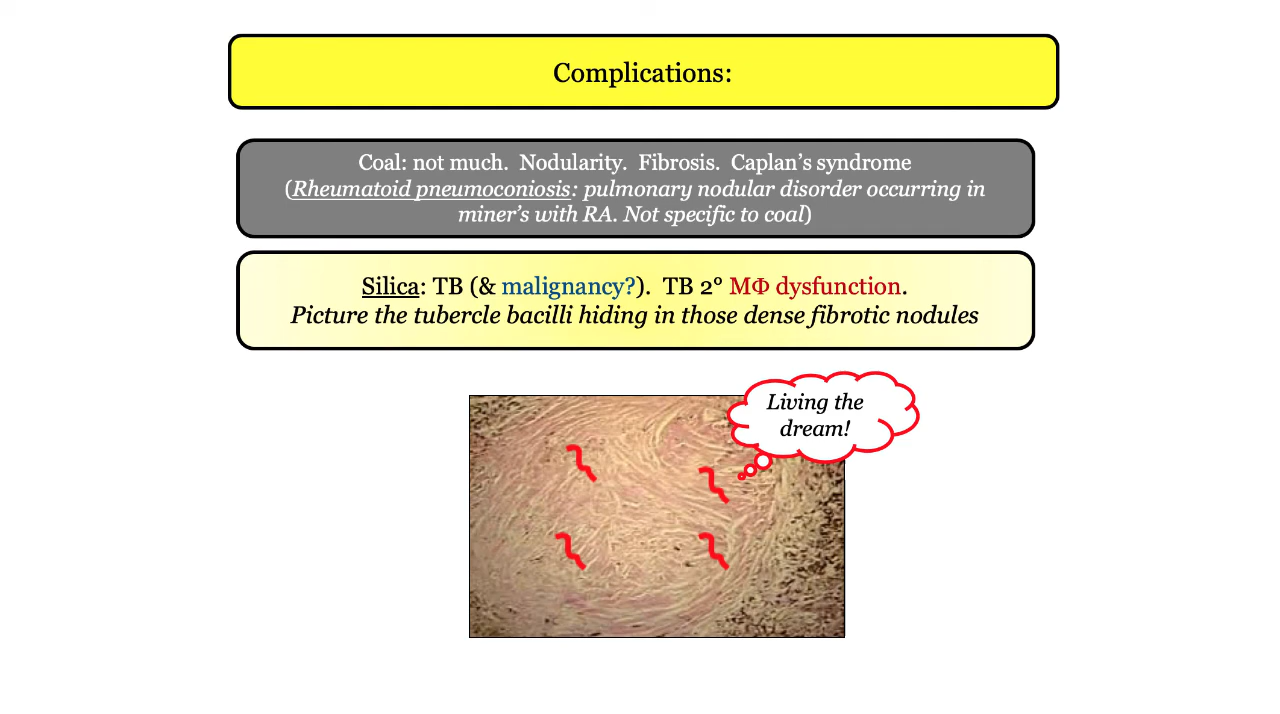 Complications:
Coal: not much.  Nodularity.  Fibrosis.  Caplan's syndrome
(Rheumatoid pneumoconiosis: pulmonary nodular disorder occurring in
miner's with RA. Not specific to coal)
Silica: TB (& malignancy?).  TB 2° MΦ dysfunction.
Picture the tubercle bacilli hiding in those dense fibrotic nodules
Living the
dream!